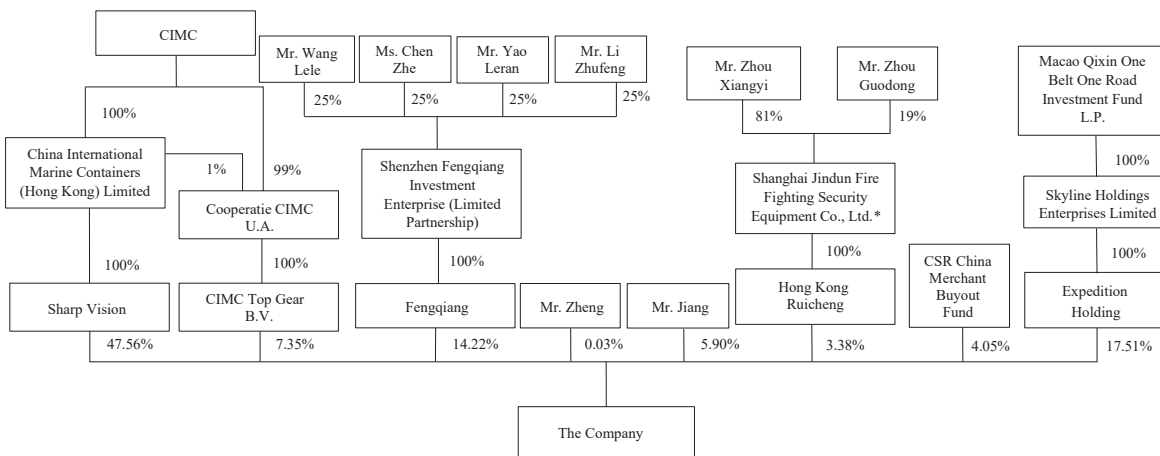 CIMC
Mr. Wang
Lele
Ms. Chen
Zhe
Mr. Yao
Leran
Mr. Li
Zhufeng
Mr. Zhou
Xiangyi
Mr. Zhou
Guodong
Macao Qixin One
Belt One Road
Investment Fund
L.P.
25%
25%
25%
25%
81%
19%
100%
China International
Marine Containers
(Hong Kong) Limited
1%
99%
Shenzhen Fengqiang
Investment
Enterprise (Limited
Partnership)
Shanghai Jindun Fire
Fighting Security
Equipment Co., Ltd.*
100%
Skyline Holdings
Enterprises Limited
Cooperatie CIMC
U.A.
100%
100%
100%
100%
100%
Sharp Vision
CIMC Top Gear
B.V.
Fengqiang
Mr. Zheng
Mr. Jiang
Hong Kong
Ruicheng
CSR China
Merchant
Buyout
Fund
Expedition
Holding
47.56%
7.35%
14.22%
0.03%
5.90%
3.38%
4.05%
17.51%
The Company